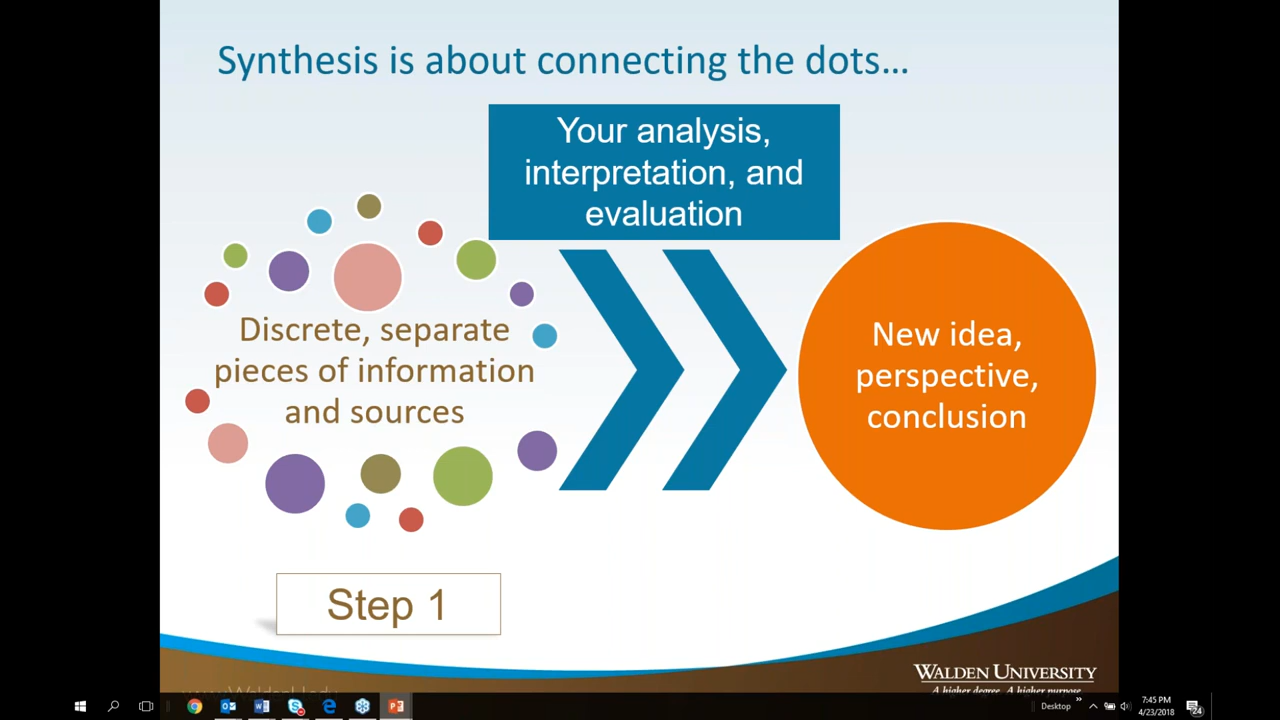 Synthesis is about connecting the dots…
Your analysis,
interpretation, and
evaluation
Discrete, separate
pieces of information
and sources
New idea,
perspective,
conclusion
Step 1
WALDEN UNIVERSITY
A higher degree. A higher purpose.
Desktop
7:45 PM
4/23/2018
24